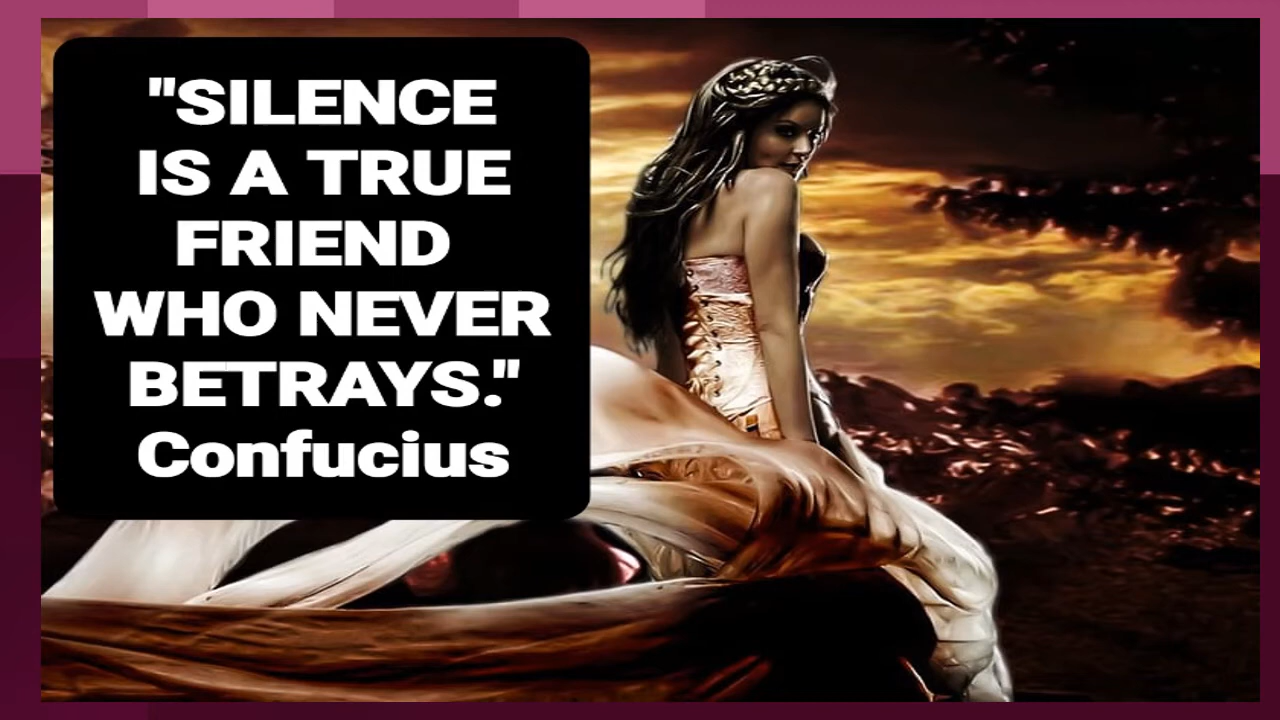 "SILENCE
IS A TRUE
FRIEND
WHO NEVER
BETRAYS."
Confucius